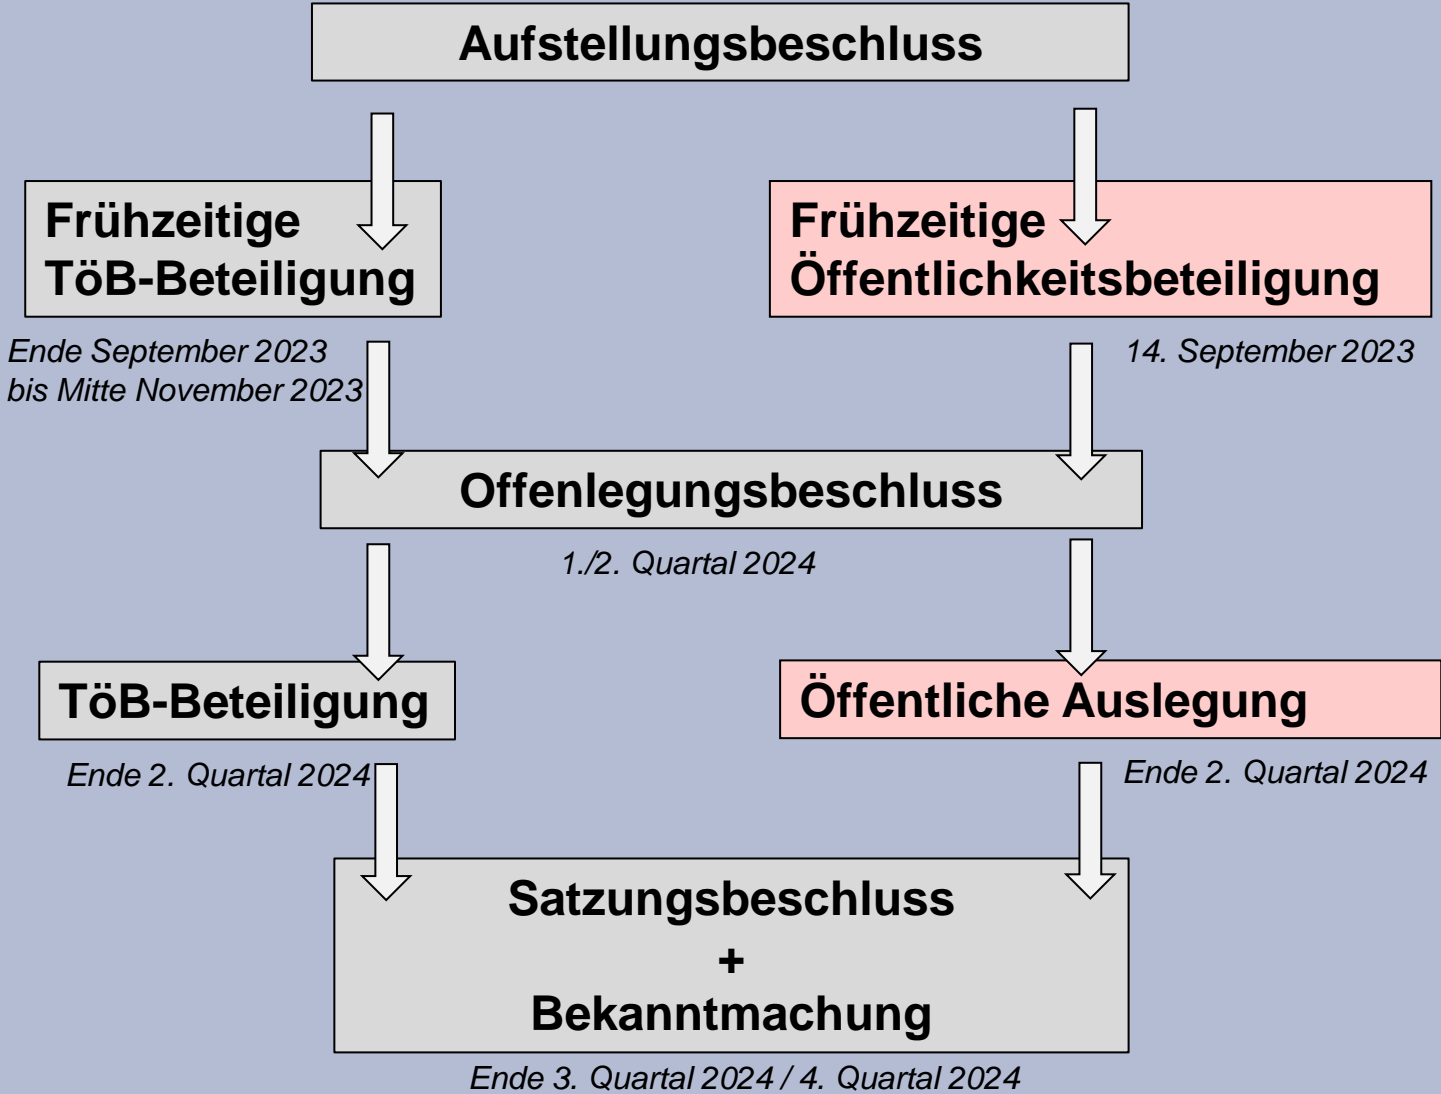 Aufstellungsbeschluss
Frühzeitige
TöB-Beteiligung
Frühzeitige
Öffentlichkeitsbeteiligung
Ende September 2023
bis Mitte November 2023
14. September 2023
Offenlegungsbeschluss
1./2. Quartal 2024
TöB-Beteiligung
Öffentliche Auslegung
Ende 2. Quartal 2024
Ende 2. Quartal 2024
Satzungsbeschluss
+
Bekanntmachung
Ende 3. Quartal 2024 / 4. Quartal 2024